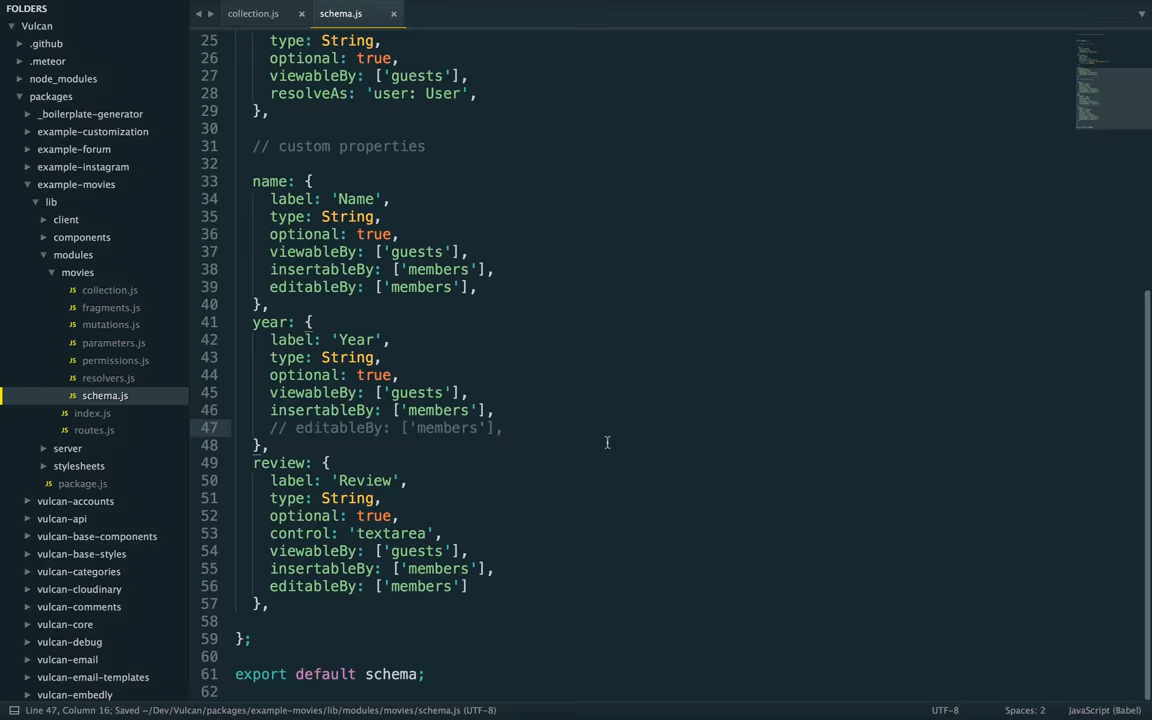 FOLDERS
Vulcan
.github
.meteor
node_modules
packages
_boilerplate-generator
example-customization
example-forum
example-instagram
example-movies
lib
client
components
modules
movies
JS collection.js
JS fragments.js
JS mutations.js
JS parameters.js
JS permissions.js
JS resolvers.js
JS schema.js
JS index.js
JS routes.js
server
stylesheets
JS package.js
vulcan-accounts
vulcan-api
vulcan-base-components
vulcan-base-styles
vulcan-categories
vulcan-cloudinary
vulcan-comments
vulcan-core
vulcan-debug
vulcan-email
vulcan-email-templates
vulcan-embedly
collection.js × schema.js ×
25 type: String,
26 optional: true,
27 viewableBy: ['guests'],
28 resolveAs: 'user: User',
29 },
30
31 // custom properties
32
33 name: {
34 label: 'Name',
35 type: String,
36 optional: true,
37 viewableBy: ['guests'],
38 insertableBy: ['members'],
39 editableBy: ['members'],
40 },
41 year: {
42 label: 'Year',
43 type: String,
44 optional: true,
45 viewableBy: ['guests'],
46 insertableBy: ['members'],
47 // editableBy: ['members'],
48 },
49 review: {
50 label: 'Review',
51 type: String,
52 optional: true,
53 control: 'textarea',
54 viewableBy: ['guests'],
55 insertableBy: ['members'],
56 editableBy: ['members']
57 },
58
59 };
60
61 export default schema;
62
Line 47, Column 16; Saved ~/Dev/Vulcan/packages/example-movies/lib/modules/movies/schema.js (UTF-8) UTF-8 Spaces: 2 JavaScript (Babel)